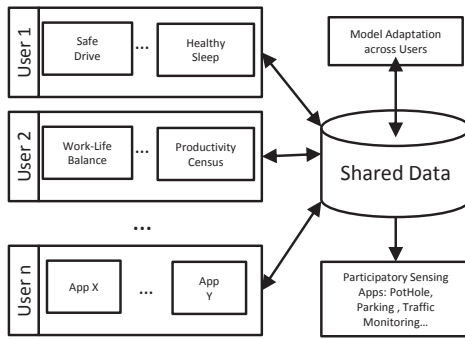 User 1
Safe
Drive
...
Healthy
Sleep
User 2
Work-Life
Balance
...
Productivity
Census
...
User n
App X
...
App
Y
Model Adaptation
across Users
Shared Data
Participatory Sensing
Apps: PotHole,
Parking , Traffic
Monitoring...